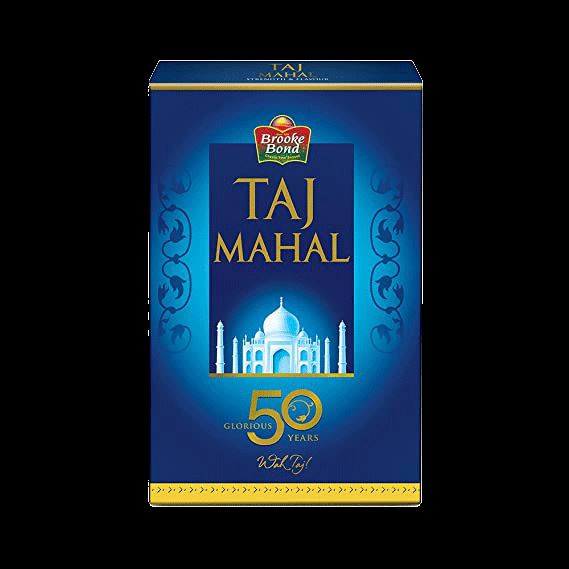 TAJ
MAHAL
STRENGTH & FLAVOUR
Brooke
Bond
TAJ
MAHAL
50
GLORIOUS
YEARS
Wah Taj!